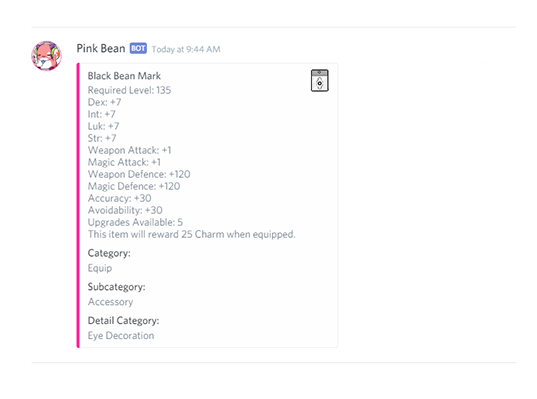 Pink Bean BOT Today at 9:44 AM
Black Bean Mark
Required Level: 135
Dex: +7
Int: +7
Luk: +7
Str: +7
Weapon Attack: +1
Magic Attack: +1
Weapon Defence: +120
Magic Defence: +120
Accuracy: +30
Avoidability: +30
Upgrades Available: 5
This item will reward 25 Charm when equipped.
Category:
Equip
Subcategory:
Accessory
Detail Category:
Eye Decoration